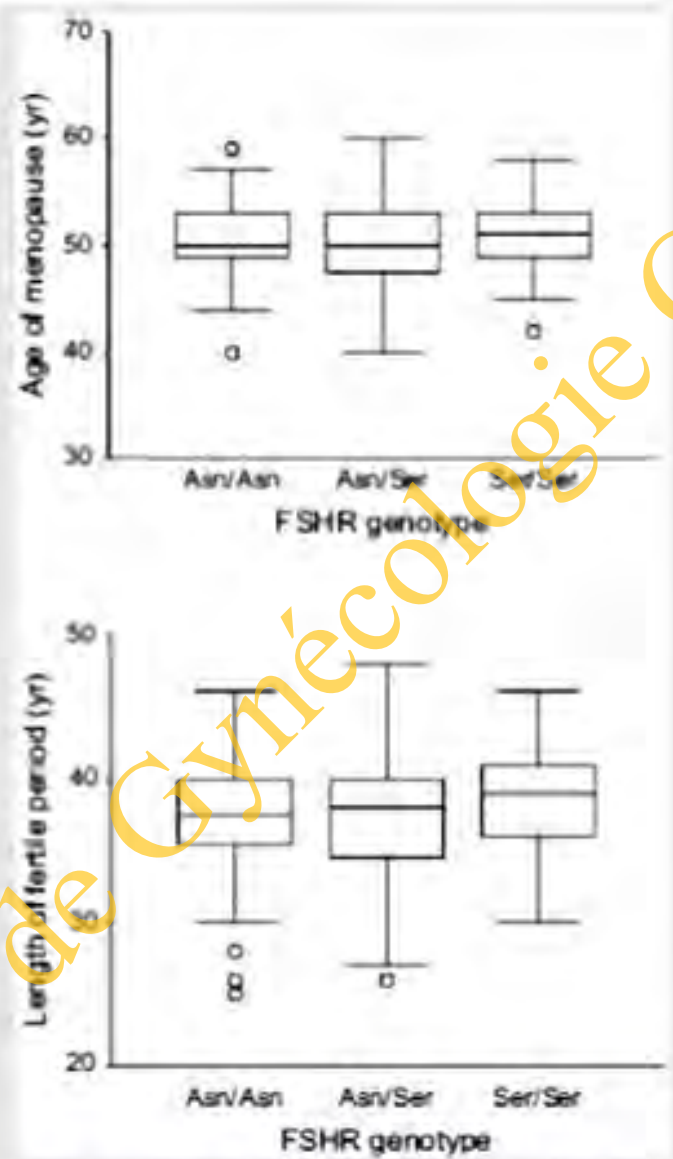 70
60
50
40
30
Age of menopause (yr)
Asn/Asn Asn/Ser Ser/Ser
FSHR genotype
50
40
30
20
Length of fertile period (yr)
Asn/Asn Asn/Ser Ser/Ser
FSHR genotype
de Gynécologie